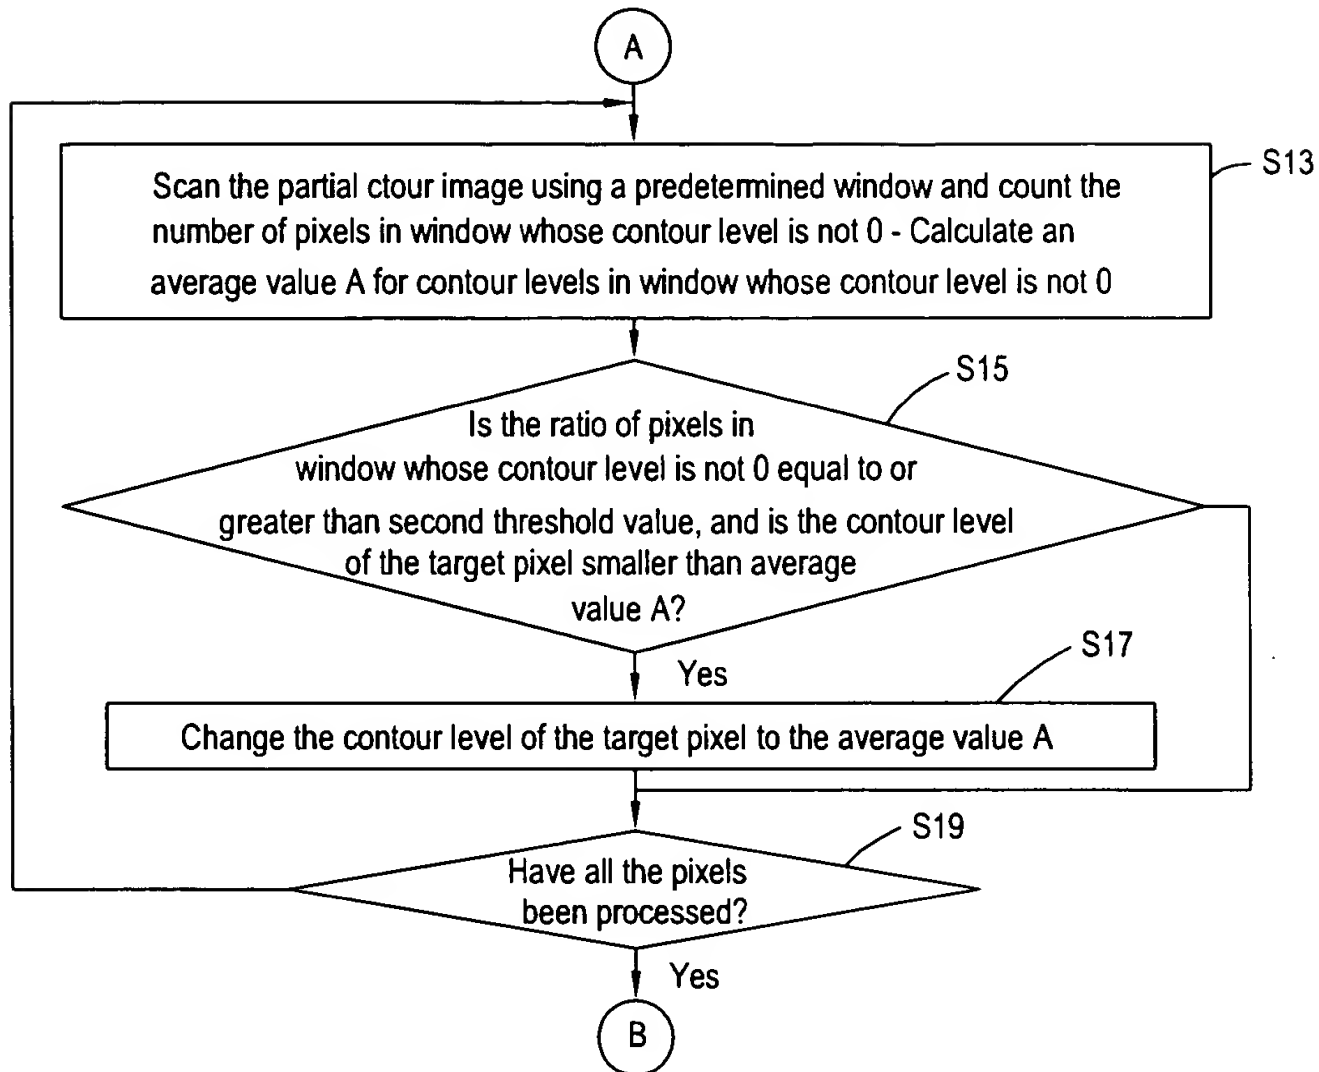 A
Scan the partial ctour image using a predetermined window and count the
number of pixels in window whose contour level is not 0 - Calculate an
average value A for contour levels in window whose contour level is not 0
S13
S15
Is the ratio of pixels in
window whose contour level is not 0 equal to or
greater than second threshold value, and is the contour level
of the target pixel smaller than average
value A?
Yes
S17
Change the contour level of the target pixel to the average value A
S19
Have all the pixels
been processed?
Yes
B